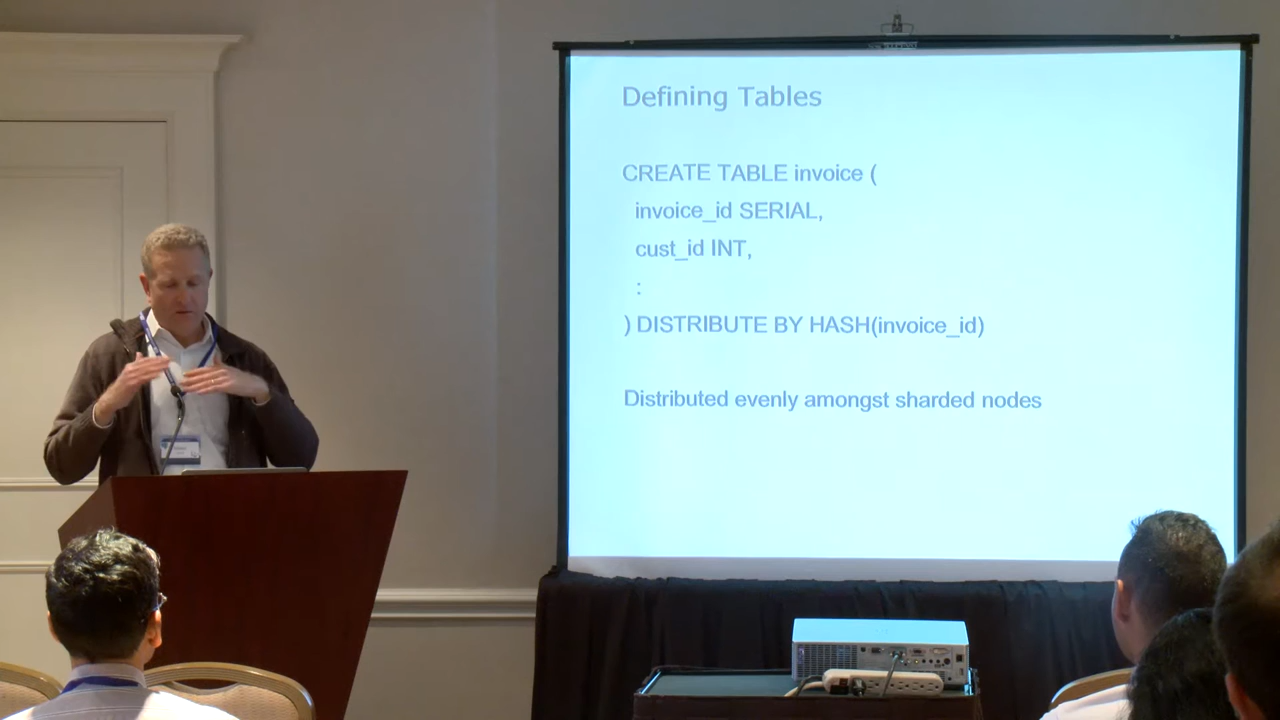 Defining Tables
CREATE TABLE invoice (
invoice_id SERIAL,
cust_id INT,
:
) DISTRIBUTE BY HASH(invoice_id)
Distributed evenly amongst sharded nodes